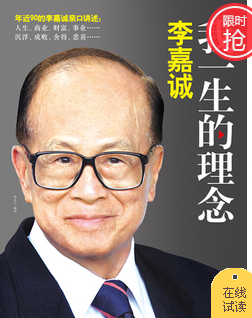 年近90的李嘉诚亲口讲述：
人生、商业、财富、事业……
沉浮、成败、舍得、悲喜……
限时
抢
李嘉诚
我一生的理念
在线
试读